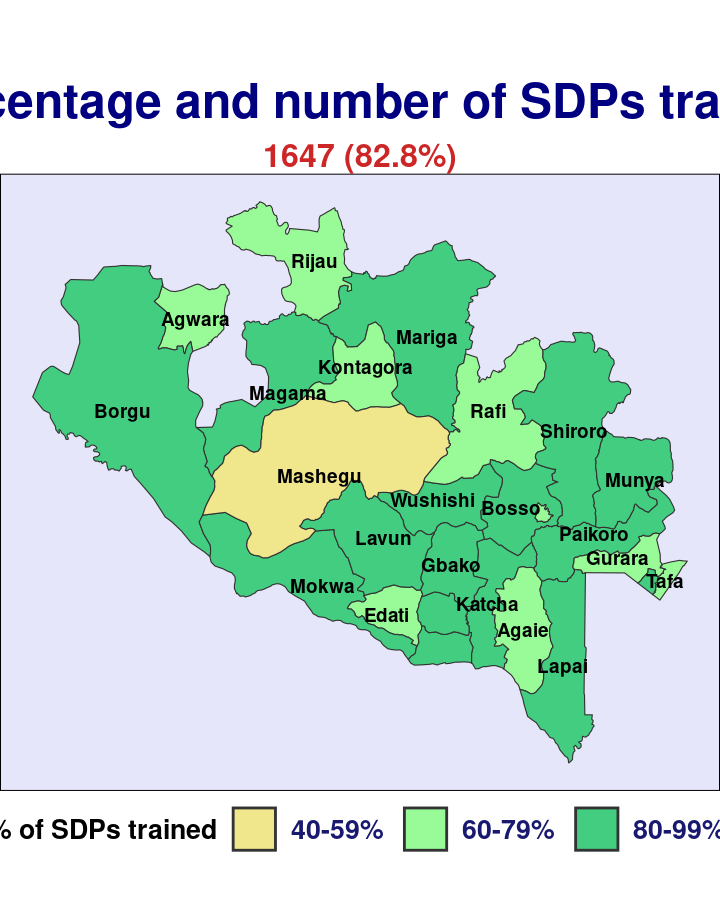 centage and number of SDPs tra
1647 (82.8%)
Rijau
Agwara
Mariga
Kontagora
Magama
Borgu
Rafi
Shiroro
Mashegu
Munya
Wushishi
Bosso
Paikoro
Lavun
Gurara
Gbako
Tafa
Mokwa
Katcha
Edati
Agaie
Lapai
% of SDPs trained 40-59% 60-79% 80-99%